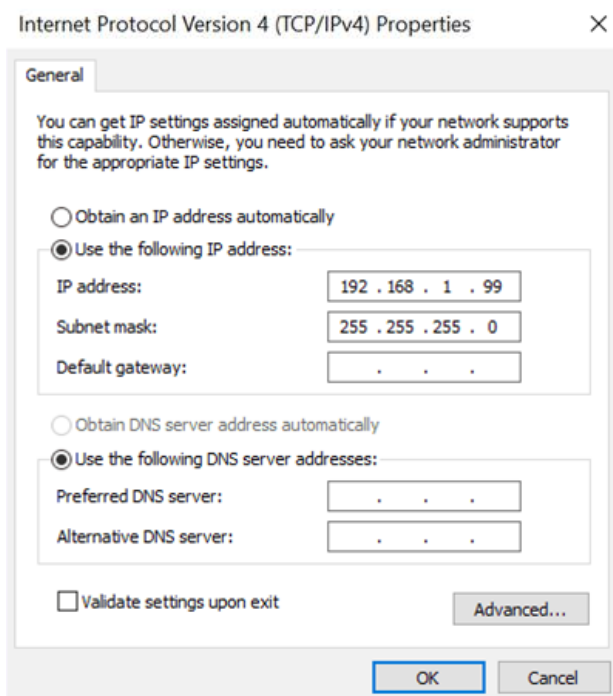 Internet Protocol Version 4 (TCP/IPv4) Properties
General
You can get IP settings assigned automatically if your network supports
this capability. Otherwise, you need to ask your network administrator
for the appropriate IP settings.
Obtain an IP address automatically
Use the following IP address:
IP address: 192 . 168 . 1 . 99
Subnet mask: 255 . 255 . 255 . 0
Default gateway: . . .
Obtain DNS server address automatically
Use the following DNS server addresses:
Preferred DNS server: . . .
Alternative DNS server: . . .
Validate settings upon exit
Advanced...
OK Cancel